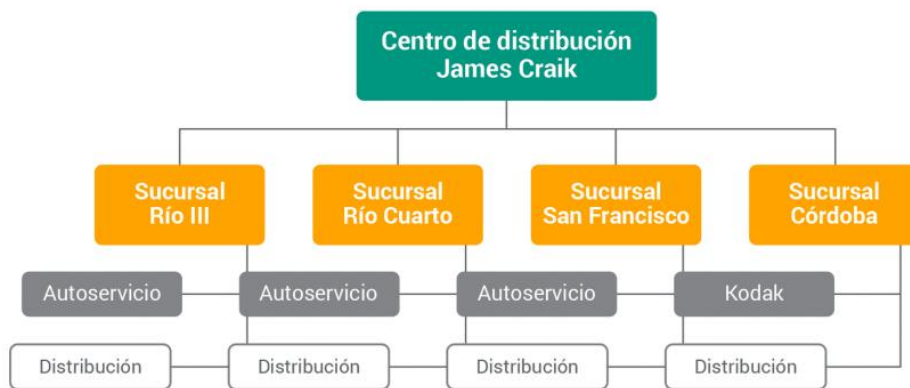 Centro de distribución
James Craik
Sucursal
Río III
Sucursal
Río Cuarto
Sucursal
San Francisco
Sucursal
Córdoba
Autoservicio
Autoservicio
Autoservicio
Kodak
Distribución
Distribución
Distribución
Distribución